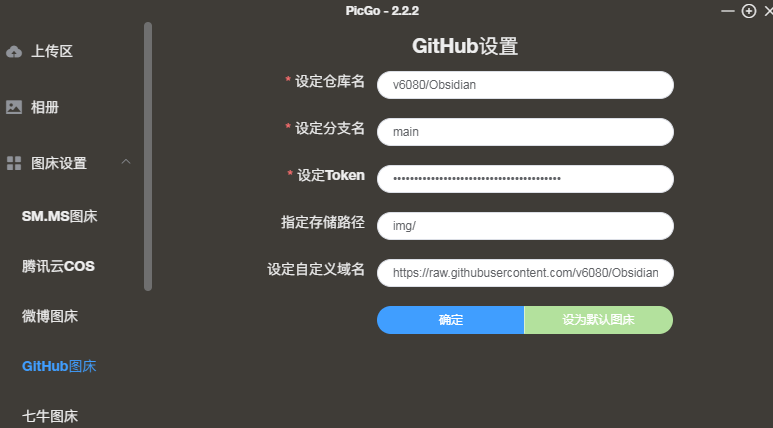 PicGo - 2.2.2
上传区
相册
图床设置
SM.MS图床
腾讯云COS
微博图床
GitHub图床
七牛图床
GitHub设置
* 设定仓库名
v6080/Obsidian
* 设定分支名
main
* 设定Token
••••••••••••••••••••••••••••••••••••••••
指定存储路径
img/
设定自定义域名
https://raw.githubusercontent.com/v6080/Obsidian
确定
设为默认图床